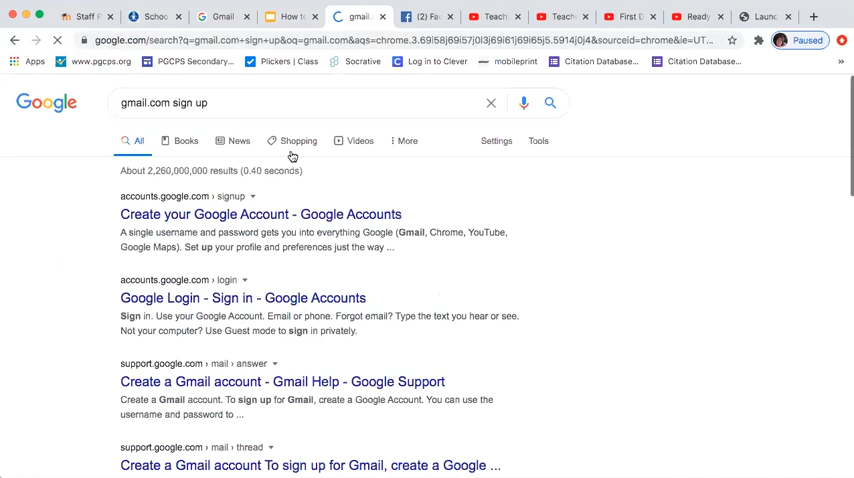 Staff F Schoo Gmail How to gmail. (2) Fac Teachi Teache First D Ready Launc
google.com/search?q=gmail.com+sign+up&oq=gmail.com&aqs=chrome.3.69i58j69i57j0l3j69i61j69i65j5.5914j0j4&sourceid=chrome&ie=UT... Paused
Apps www.pgcps.org PGCPS Secondary... Plickers | Class Socrative Log in to Clever mobileprint Citation Database... Citation Database... »
Google gmail.com sign up
All Books News Shopping Videos More Settings Tools
About 2,260,000,000 results (0.40 seconds)
accounts.google.com › signup
Create your Google Account - Google Accounts
A single username and password gets you into everything Google (Gmail, Chrome, YouTube,
Google Maps). Set up your profile and preferences just the way ...
accounts.google.com › login
Google Login - Sign in - Google Accounts
Sign in. Use your Google Account. Email or phone. Forgot email? Type the text you hear or see.
Not your computer? Use Guest mode to sign in privately.
support.google.com › mail › answer
Create a Gmail account - Gmail Help - Google Support
Create a Gmail account. To sign up for Gmail, create a Google Account. You can use the
username and password to ...
support.google.com › mail › thread
Create a Gmail account To sign up for Gmail, create a Google ...